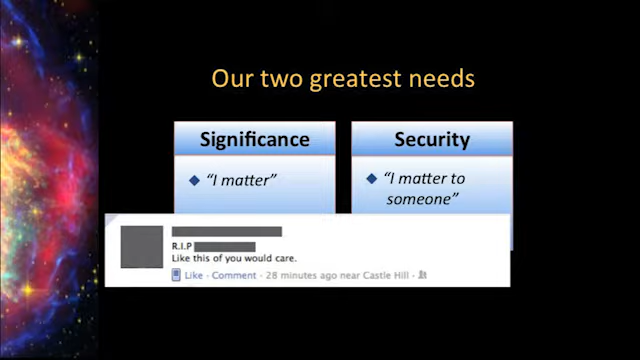 Our two greatest needs
Significance
Security
"I matter"
"I matter to
someone"
R.I.P
Like this of you would care.
Like · Comment · 28 minutes ago near Castle Hill ·